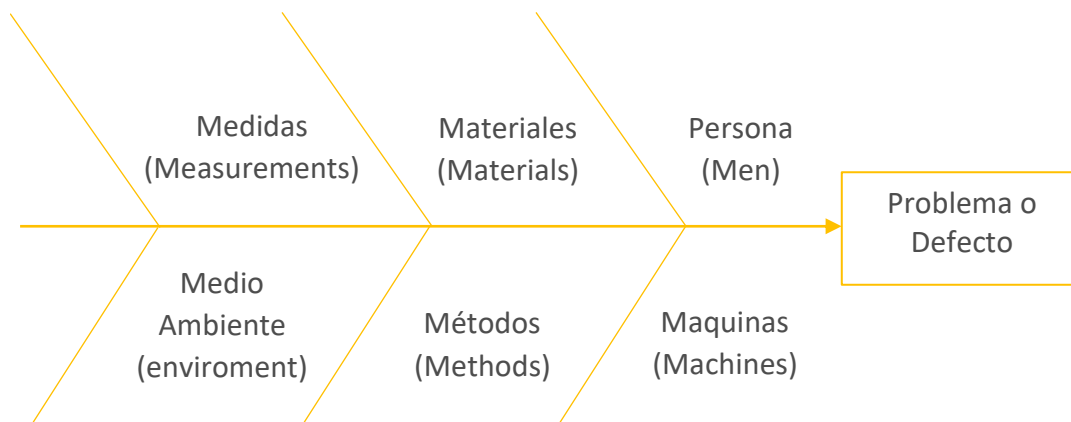 Medidas
(Measurements)
Materiales
(Materials)
Persona
(Men)
Problema o
Defecto
Medio
Ambiente
(enviroment)
Métodos
(Methods)
Maquinas
(Machines)